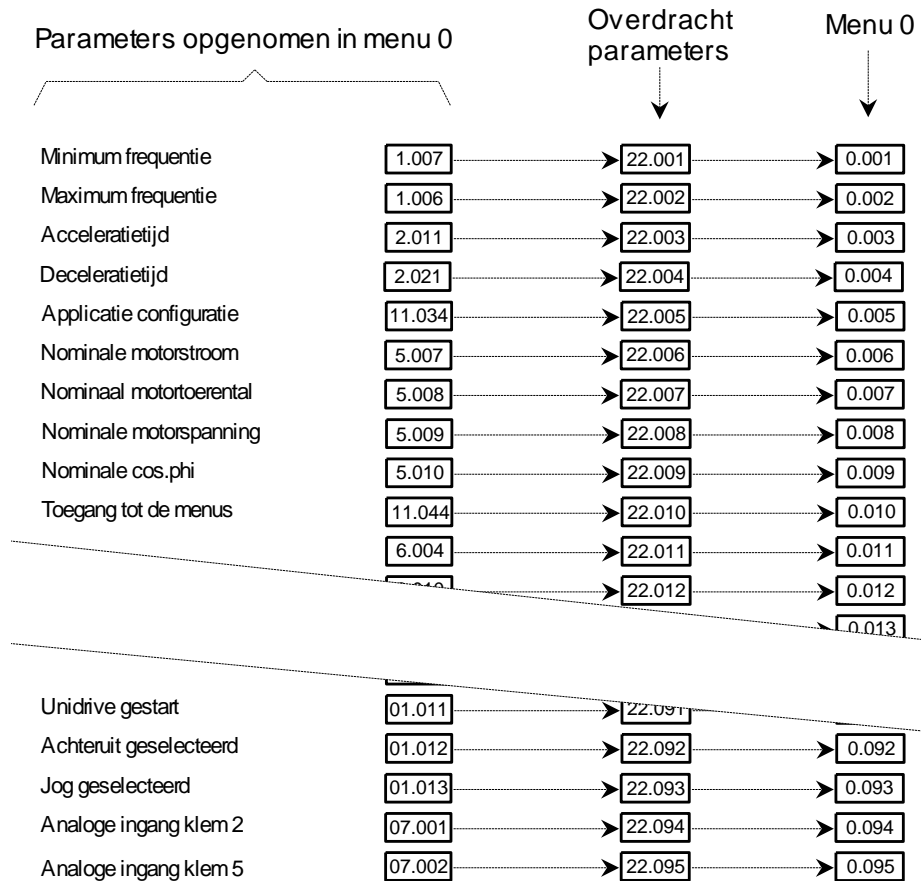 Parameters opgenomen in menu 0
Overdracht
parameters
Menu 0
Minimum frequentie 1.007 22.001 0.001
Maximum frequentie 1.006 22.002 0.002
Acceleratietijd 2.011 22.003 0.003
Deceleratietijd 2.021 22.004 0.004
Applicatie configuratie 11.034 22.005 0.005
Nominale motorstroom 5.007 22.006 0.006
Nominaal motortoerental 5.008 22.007 0.007
Nominale motorspanning 5.009 22.008 0.008
Nominale cos.phi 5.010 22.009 0.009
Toegang tot de menus 11.044 22.010 0.010
6.004 22.011 0.011
22.012 0.012
0.013
Unidrive gestart 01.011 22.091
Achteruit geselecteerd 01.012 22.092 0.092
Jog geselecteerd 01.013 22.093 0.093
Analoge ingang klem 2 07.001 22.094 0.094
Analoge ingang klem 5 07.002 22.095 0.095